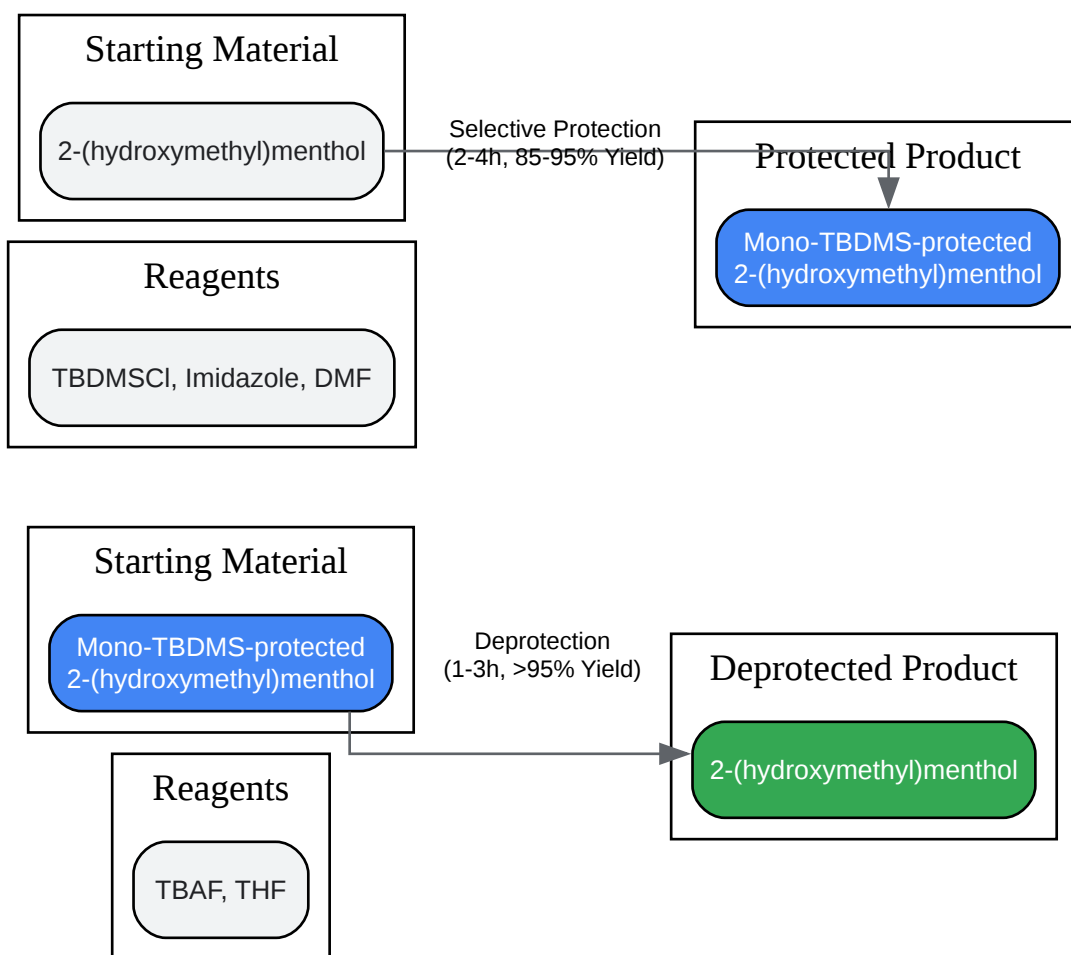 Starting Material
2-(hydroxymethyl)menthol
Selective Protection
(2-4h, 85-95% Yield)
Protected Product
Mono-TBDMS-protected
2-(hydroxymethyl)menthol
Reagents
TBDMSCl, Imidazole, DMF
Starting Material
Mono-TBDMS-protected
2-(hydroxymethyl)menthol
Deprotection
(1-3h, >95% Yield)
Deprotected Product
2-(hydroxymethyl)menthol
Reagents
TBAF, THF